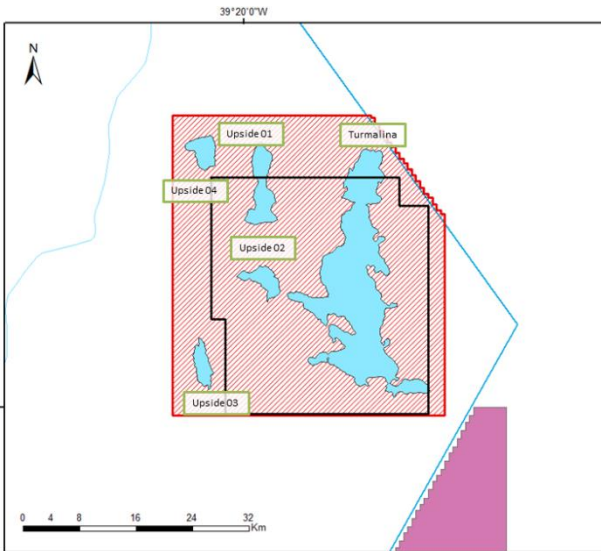 39°20'0"W
N
Upside 01
Turmalina
Upside 04
Upside 02
Upside 03
0 4 8 16 24 32
Km